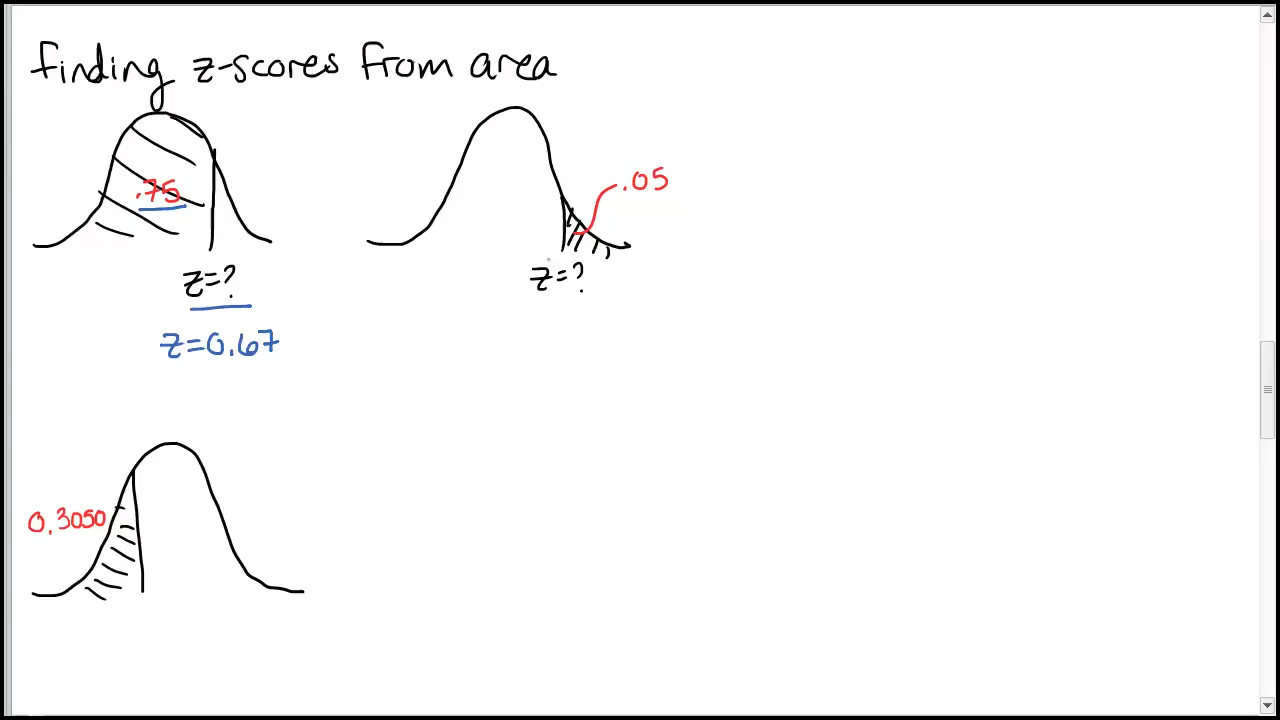 finding z-scores from area
.75
.05
z=?
z=?
z=0.67
0.3050